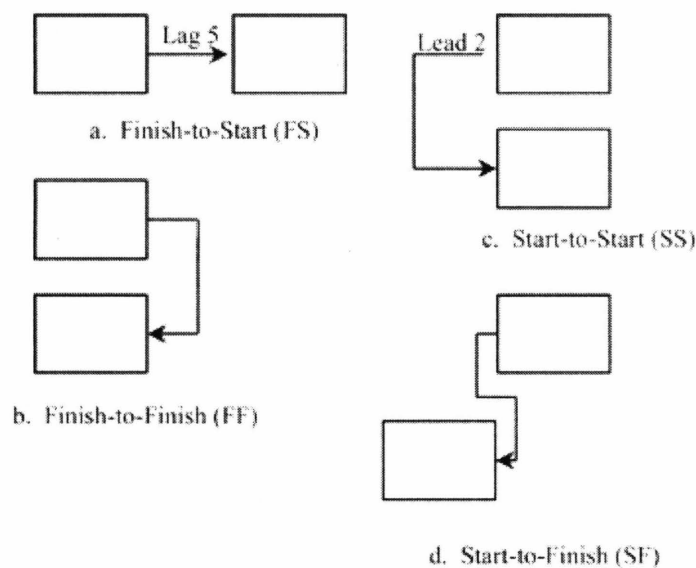 Lag 5
a. Finish-to-Start (FS)
Lead 2
c. Start-to-Start (SS)
b. Finish-to-Finish (FF)
d. Start-to-Finish (SF)